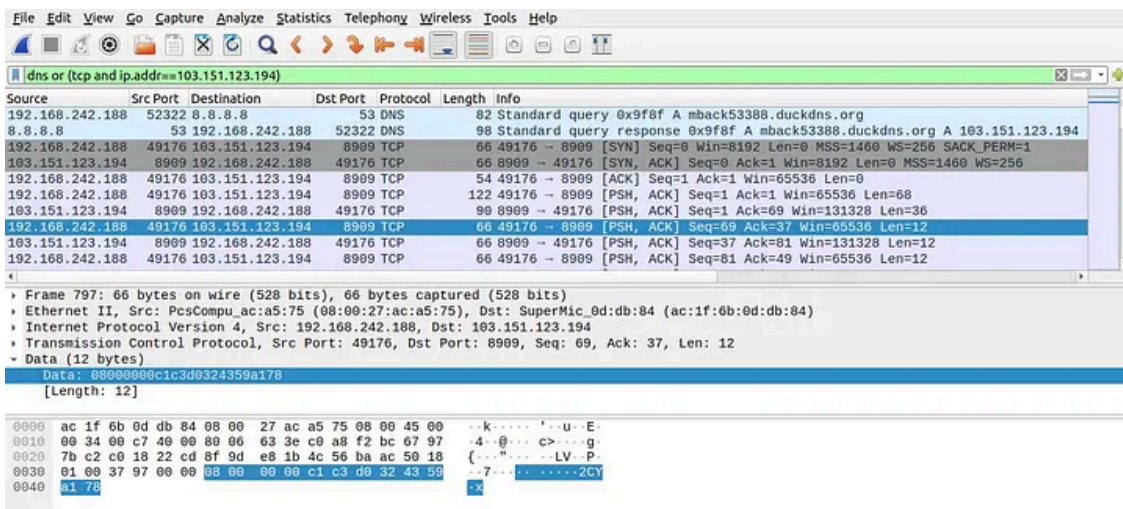 File Edit View Go Capture Analyze Statistics Telephony Wireless Tools Help
dns or (tcp and ip.addr==103.151.123.194)
Source Src Port Destination Dst Port Protocol Length Info
192.168.242.188 52322 8.8.8.8 53 DNS 82 Standard query 0x9f8f A mback53388.duckdns.org
8.8.8.8 53 192.168.242.188 52322 DNS 98 Standard query response 0x9f8f A mback53388.duckdns.org A 103.151.123.194
192.168.242.188 49176 103.151.123.194 8909 TCP 66 49176 → 8909 [SYN] Seq=0 Win=8192 Len=0 MSS=1460 WS=256 SACK_PERM=1
103.151.123.194 8909 192.168.242.188 49176 TCP 66 8909 → 49176 [SYN, ACK] Seq=0 Ack=1 Win=8192 Len=0 MSS=1460 WS=256
192.168.242.188 49176 103.151.123.194 8909 TCP 54 49176 → 8909 [ACK] Seq=1 Ack=1 Win=65536 Len=0
192.168.242.188 49176 103.151.123.194 8909 TCP 122 49176 → 8909 [PSH, ACK] Seq=1 Ack=1 Win=65536 Len=68
103.151.123.194 8909 192.168.242.188 49176 TCP 90 8909 → 49176 [PSH, ACK] Seq=1 Ack=69 Win=131328 Len=36
192.168.242.188 49176 103.151.123.194 8909 TCP 66 49176 → 8909 [PSH, ACK] Seq=69 Ack=37 Win=65536 Len=12
103.151.123.194 8909 192.168.242.188 49176 TCP 66 8909 → 49176 [PSH, ACK] Seq=37 Ack=81 Win=131328 Len=12
192.168.242.188 49176 103.151.123.194 8909 TCP 66 49176 → 8909 [PSH, ACK] Seq=81 Ack=49 Win=65536 Len=12
Frame 797: 66 bytes on wire (528 bits), 66 bytes captured (528 bits)
Ethernet II, Src: PcsCompu_ac:a5:75 (08:00:27:ac:a5:75), Dst: SuperMic_0d:db:84 (ac:1f:6b:0d:db:84)
Internet Protocol Version 4, Src: 192.168.242.188, Dst: 103.151.123.194
Transmission Control Protocol, Src Port: 49176, Dst Port: 8909, Seq: 69, Ack: 37, Len: 12
Data (12 bytes)
Data: 08000000c1c3d0324359a178
[Length: 12]
0000 ac 1f 6b 0d db 84 08 00 27 ac a5 75 08 00 45 00 ··k····· '··u··E·
0010 00 34 00 c7 40 00 80 06 63 3e c0 a8 f2 bc 67 97 ·4··@··· c>····g·
0020 7b c2 c0 18 22 cd 8f 9d e8 1b 4c 56 ba ac 50 18 {···"··· ··LV··P·
0030 01 00 37 97 00 00 08 00 00 00 c1 c3 d0 32 43 59 ··7····· ·····2CY
0040 a1 78 ·x